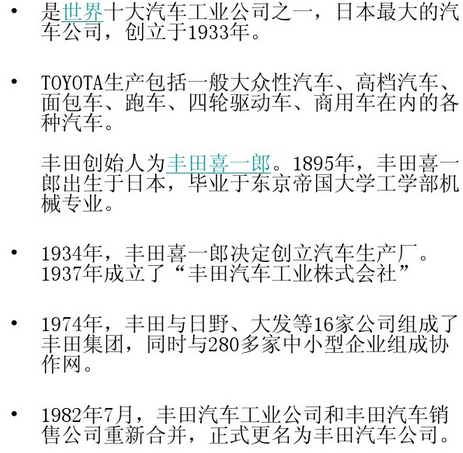 • 是世界十大汽车工业公司之一，日本最大的汽
车公司，创立于1933年。
• TOYOTA生产包括一般大众性汽车、高档汽车、
面包车、跑车、四轮驱动车、商用车在内的各
种汽车。
丰田创始人为丰田喜一郎。1895年，丰田喜一
郎出生于日本，毕业于东京帝国大学工学部机
械专业。
• 1934年，丰田喜一郎决定创立汽车生产厂。
1937年成立了“丰田汽车工业株式会社”
• 1974年，丰田与日野、大发等16家公司组成了
丰田集团，同时与280多家中小型企业组成协
作网。
• 1982年7月，丰田汽车工业公司和丰田汽车销
售公司重新合并，正式更名为丰田汽车公司。